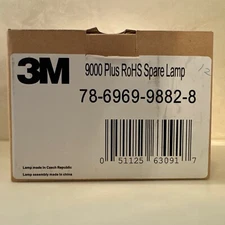 3M
9000 Plus RoHS Spare Lamp
78-6969-9882-8
0 51125 63091 7
Lamp made in Czech Republic
Lamp assembly made in china